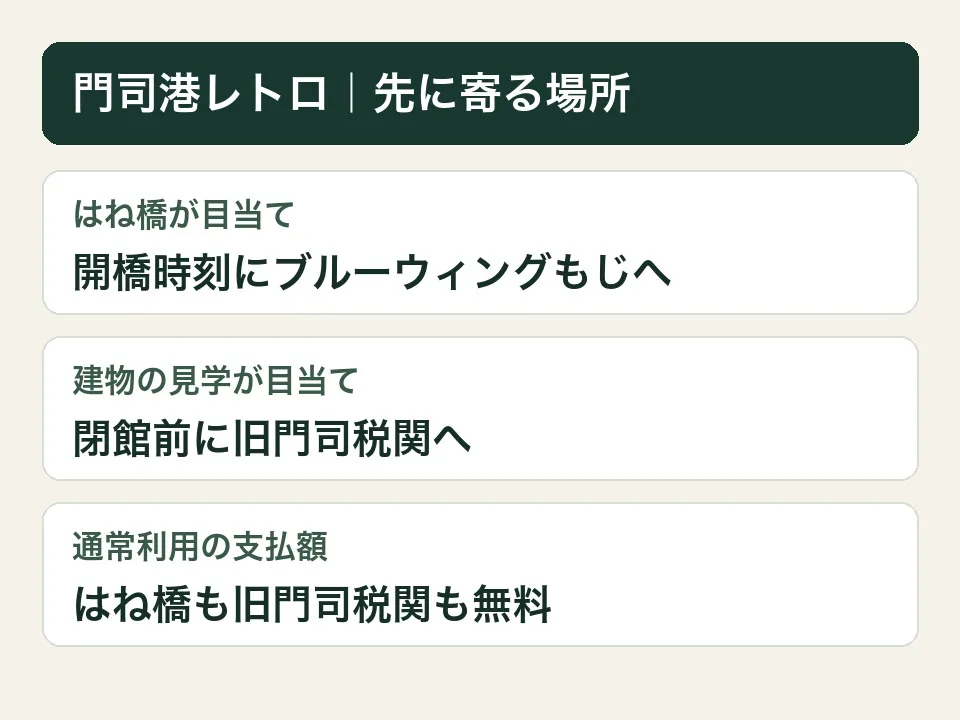 門司港レトロ｜先に寄る場所
はね橋が目当て
開橋時刻にブルーウィングもじへ
建物の見学が目当て
閉館前に旧門司税関へ
通常利用の支払額
はね橋も旧門司税関も無料